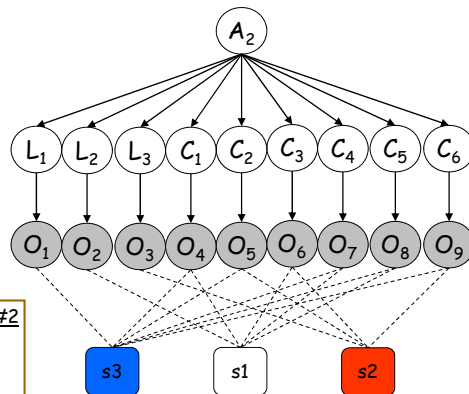 A2
L1 L2 L3 C1 C2 C3 C4 C5 C6
O1 O2 O3 O4 O5 O6 O7 O8 O9
#2
s3 s1 s2